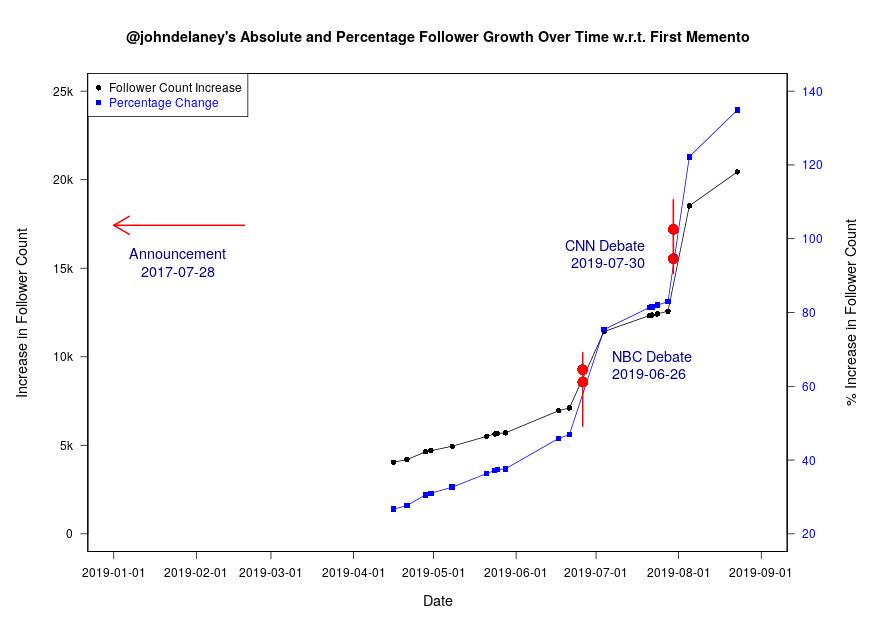 @johndelaney's Absolute and Percentage Follower Growth Over Time w.r.t. First Memento
Follower Count Increase
Percentage Change
25k
20k
15k
10k
5k
0
Increase in Follower Count
140
120
100
80
60
40
20
% Increase in Follower Count
Announcement
2017-07-28
CNN Debate
2019-07-30
NBC Debate
2019-06-26
2019-01-01 2019-02-01 2019-03-01 2019-04-01 2019-05-01 2019-06-01 2019-07-01 2019-08-01 2019-09-01
Date